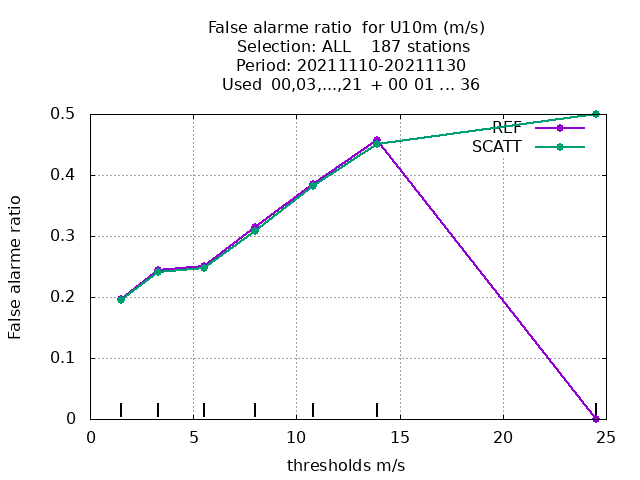 False alarme ratio  for U10m (m/s)
Selection: ALL    187 stations
Period: 20211110-20211130
Used  00,03,...,21  + 00 01 ... 36
REF
SCATT
False alarme ratio
0.5
0.4
0.3
0.2
0.1
0
0 5 10 15 20 25
thresholds m/s